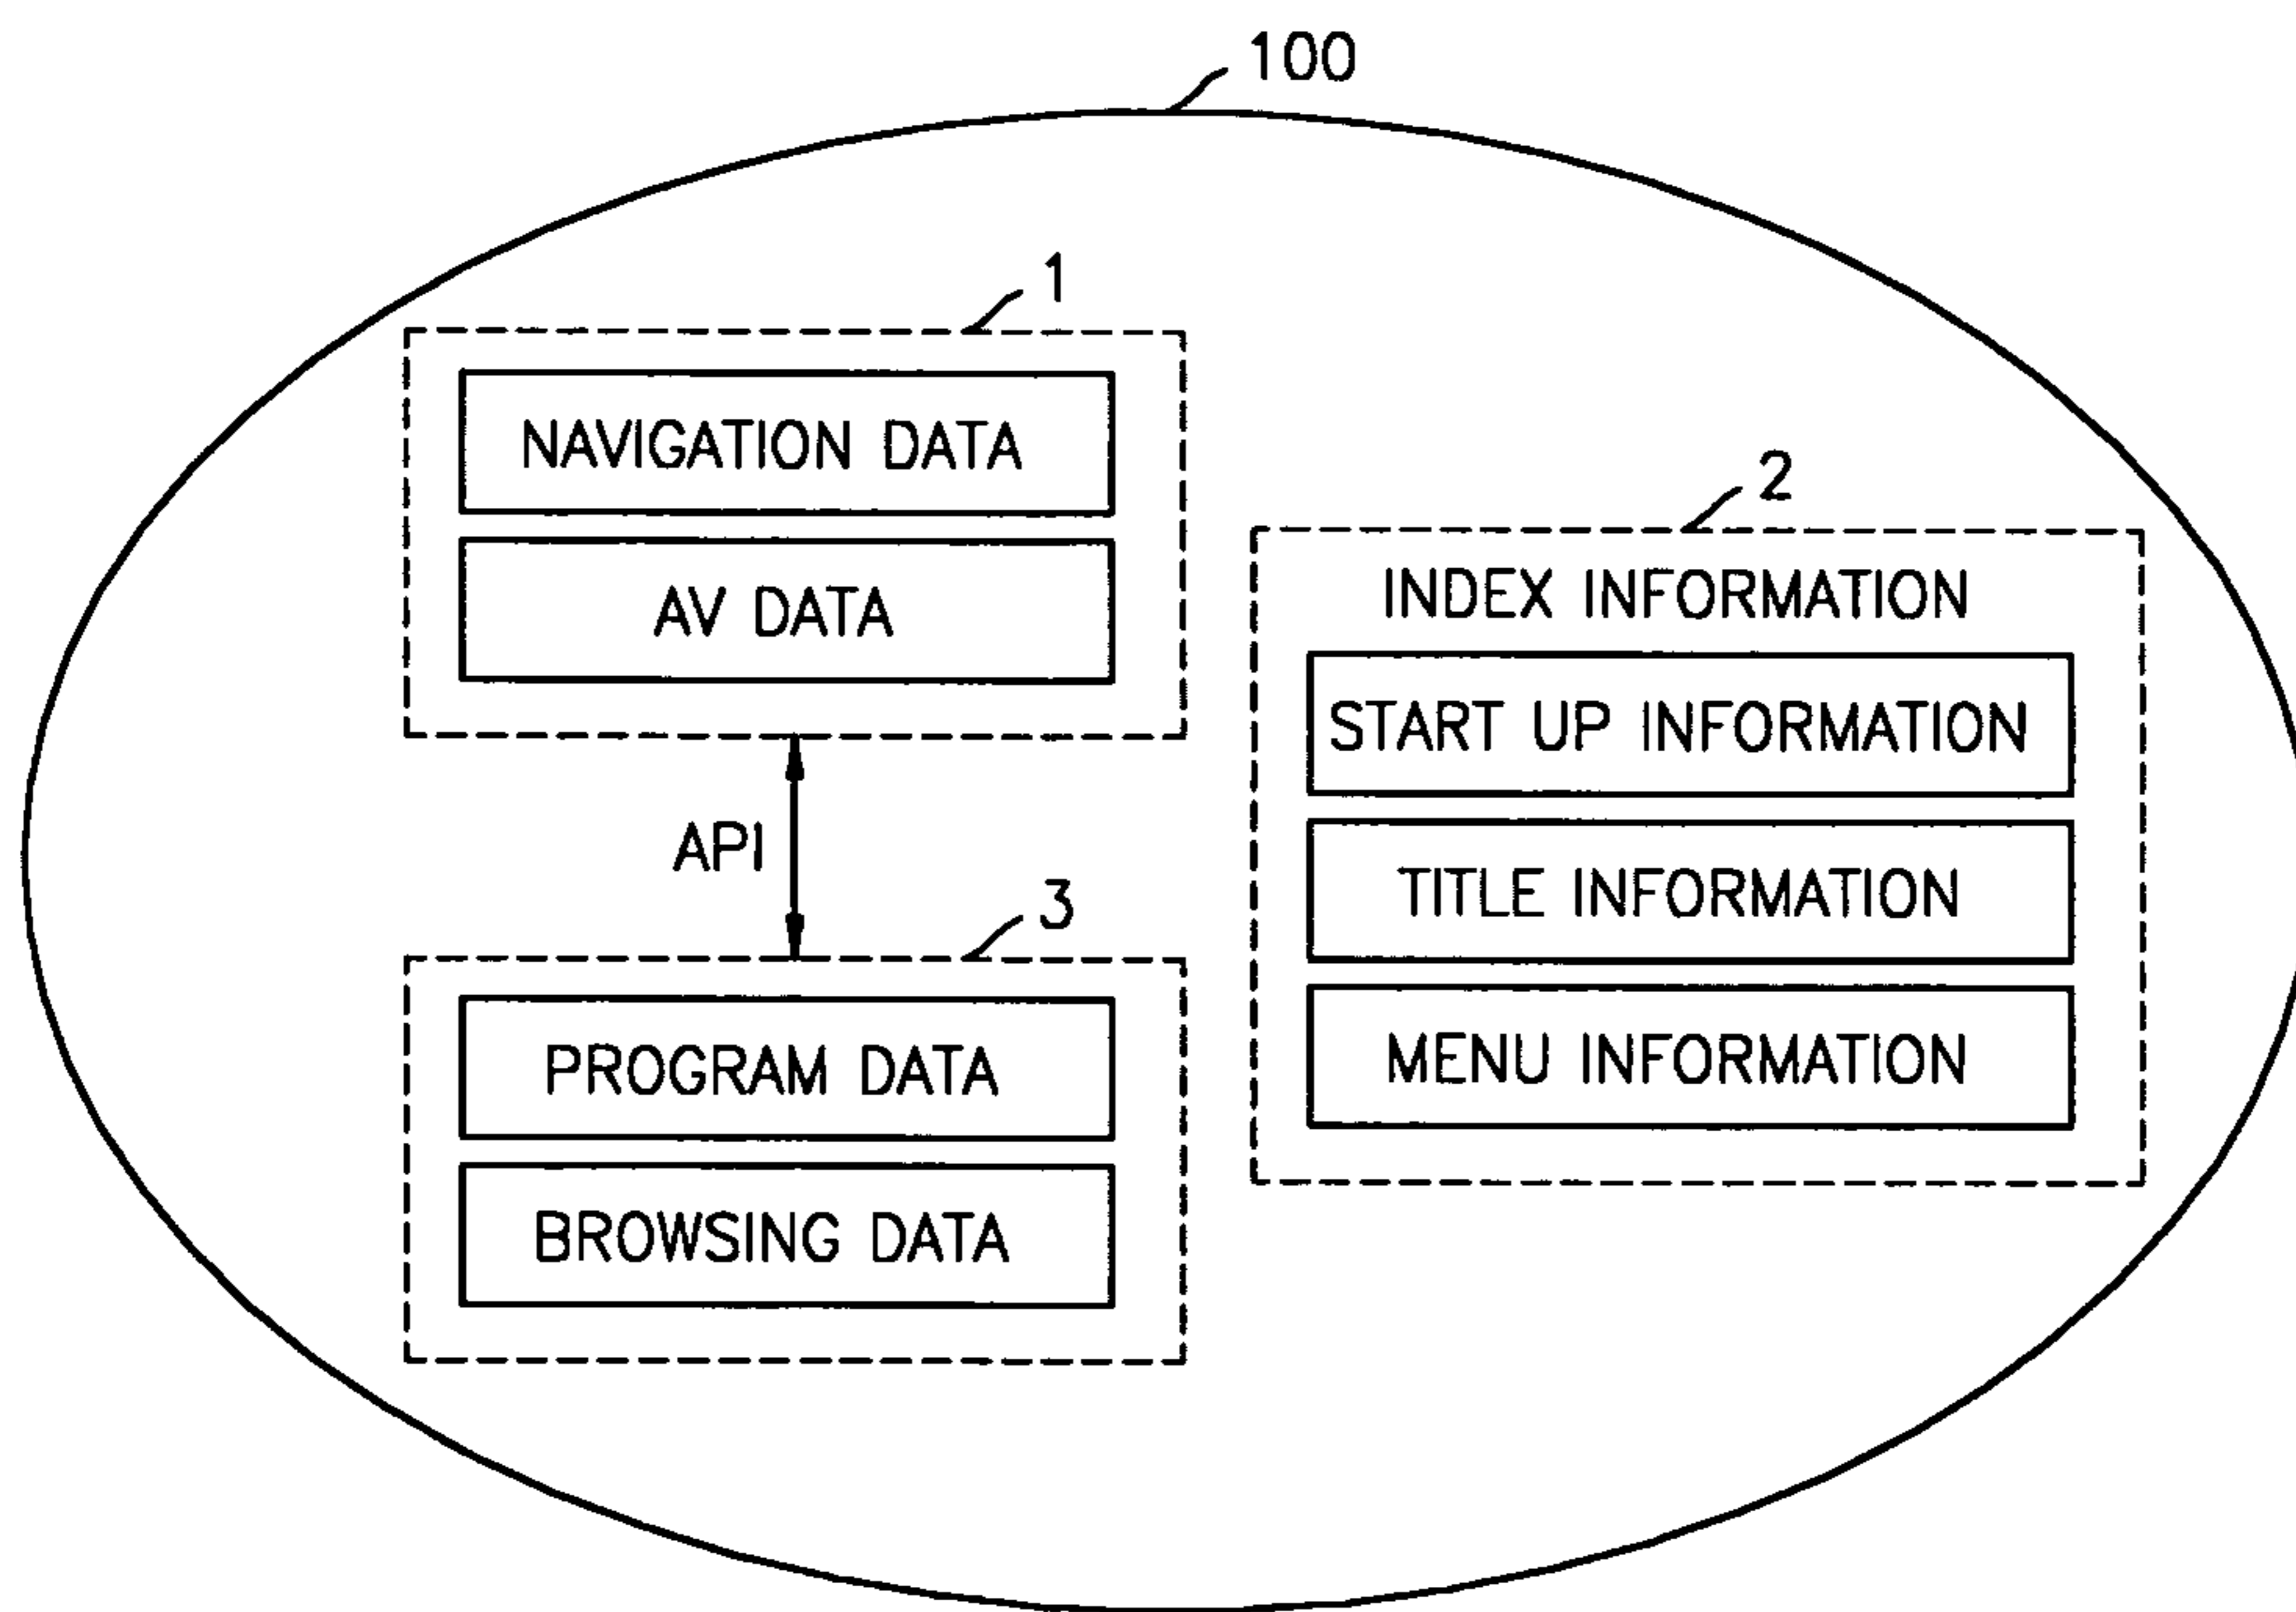 100
1
NAVIGATION DATA
AV DATA
API
3
PROGRAM DATA
BROWSING DATA
2
INDEX INFORMATION
START UP INFORMATION
TITLE INFORMATION
MENU INFORMATION